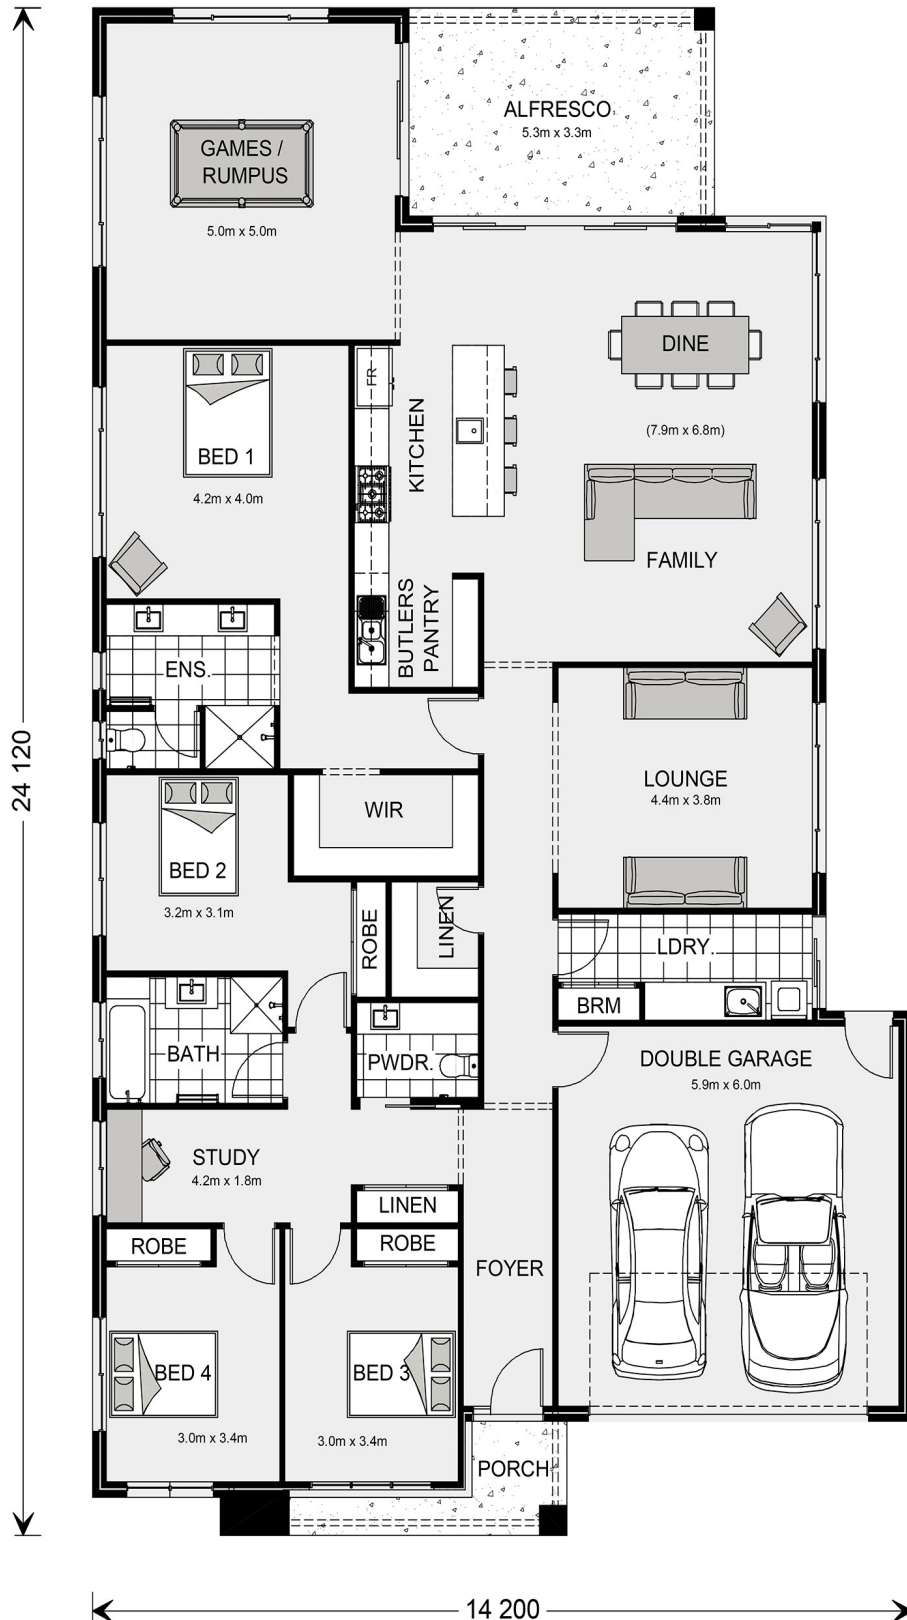 ALFRESCO
5.3m x 3.3m
GAMES /
RUMPUS
5.0m x 5.0m
DINE
(7.9m x 6.8m)
FR
KITCHEN
BED 1
4.2m x 4.0m
FAMILY
BUTLERS
PANTRY
ENS.
24 120
LOUNGE
4.4m x 3.8m
WIR
BED 2
3.2m x 3.1m
ROBE
LINEN
LDRY.
BRM
BATH
PWDR.
DOUBLE GARAGE
5.9m x 6.0m
STUDY
4.2m x 1.8m
LINEN
ROBE
ROBE
FOYER
BED 4
BED 3
3.0m x 3.4m
3.0m x 3.4m
PORCH
14 200